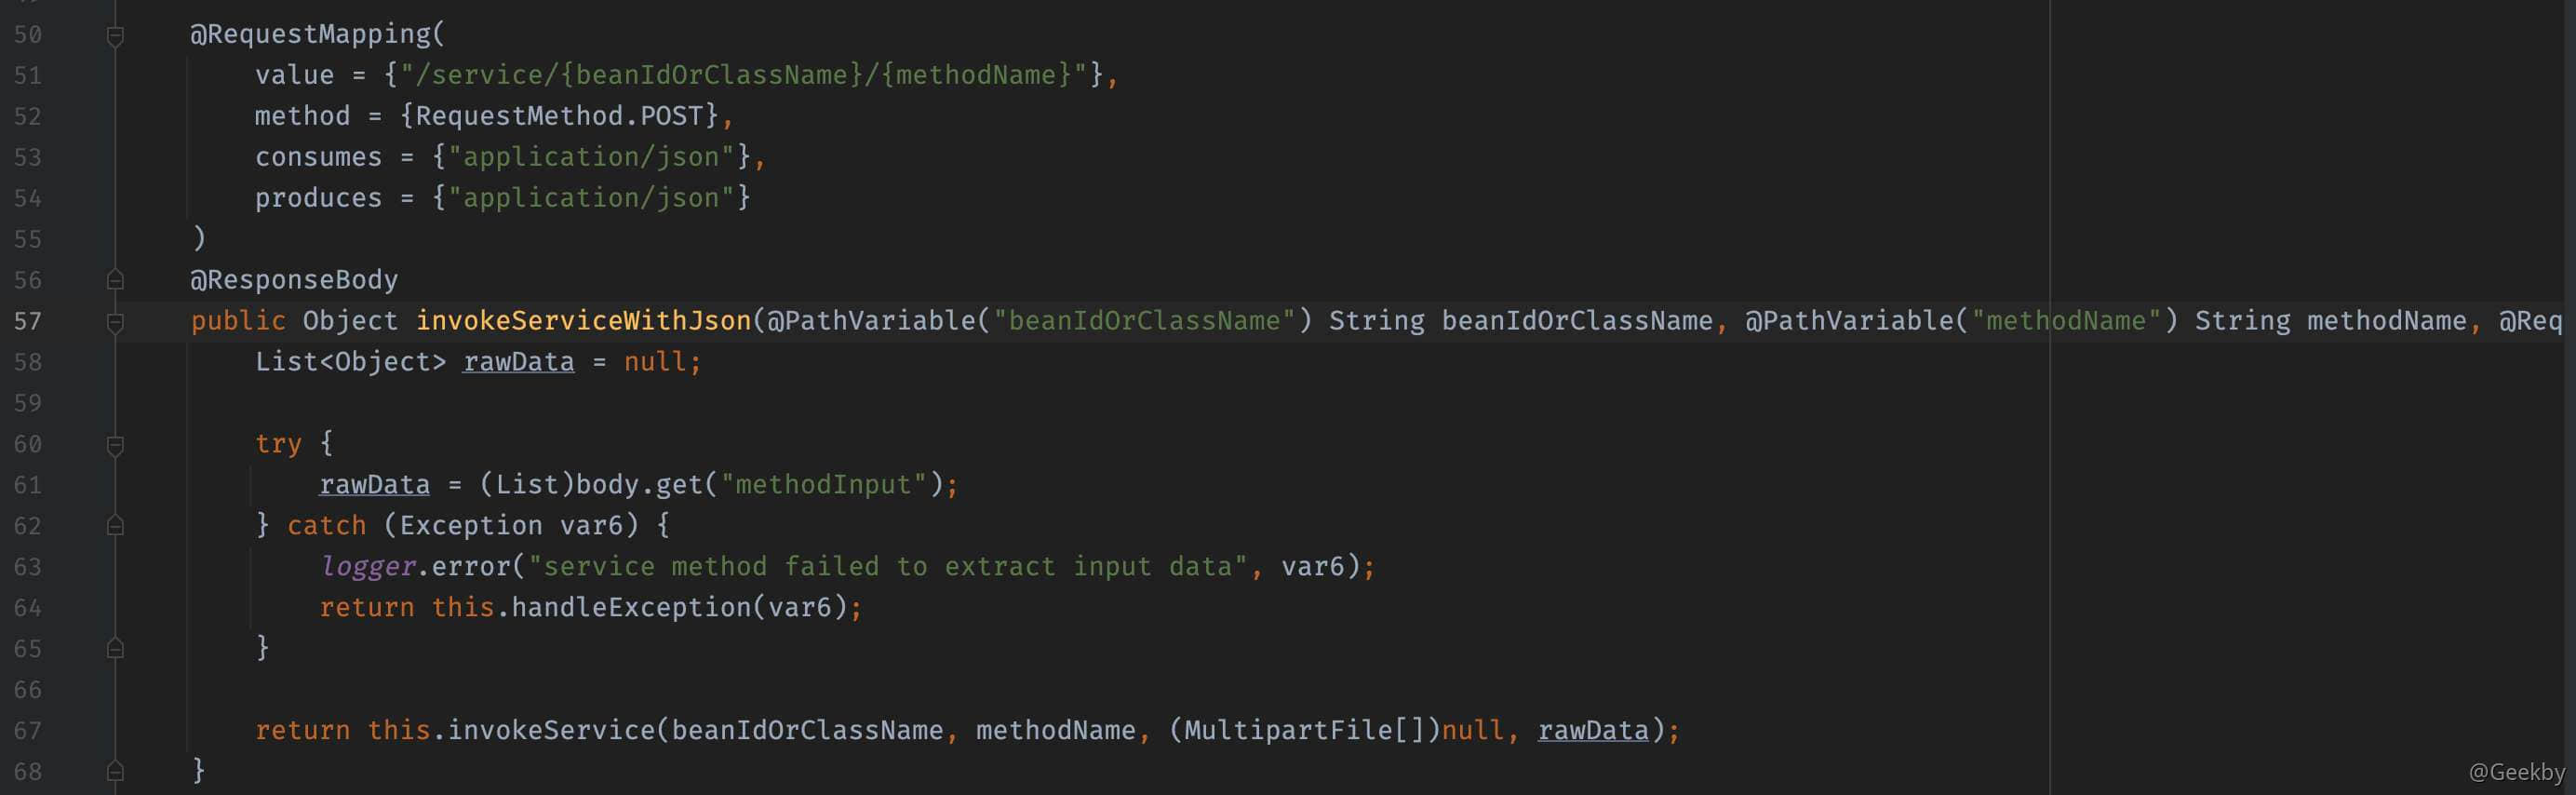 50 @RequestMapping(
51 value = {"/service/{beanIdOrClassName}/{methodName}"},
52 method = {RequestMethod.POST},
53 consumes = {"application/json"},
54 produces = {"application/json"}
55 )
56 @ResponseBody
57 public Object invokeServiceWithJson(@PathVariable("beanIdOrClassName") String beanIdOrClassName, @PathVariable("methodName") String methodName, @Req
58 List<Object> rawData = null;
59
60 try {
61 rawData = (List)body.get("methodInput");
62 } catch (Exception var6) {
63 logger.error("service method failed to extract input data", var6);
64 return this.handleException(var6);
65 }
66
67 return this.invokeService(beanIdOrClassName, methodName, (MultipartFile[])null, rawData);
68 }
@Geekby